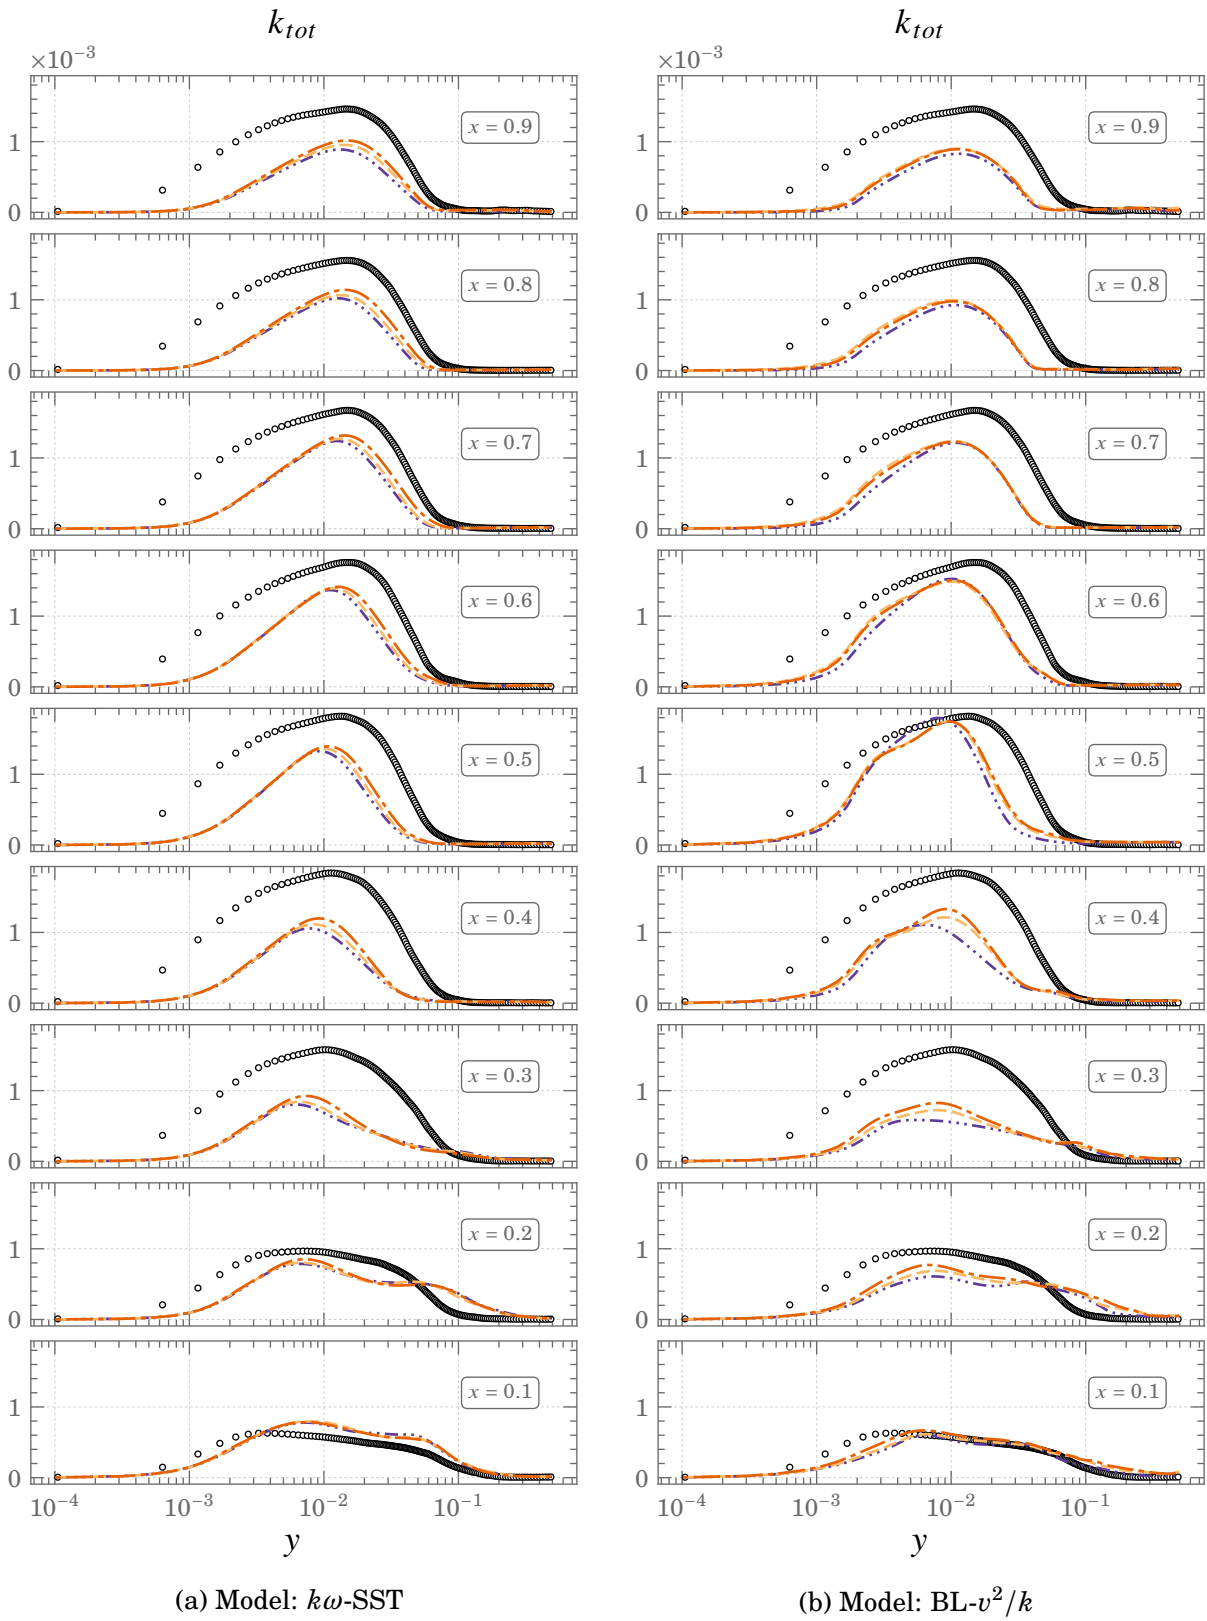 k_{tot}
×10⁻³
1
0
x = 0.9
1
0
x = 0.8
1
0
x = 0.7
1
0
x = 0.6
1
0
x = 0.5
1
0
x = 0.4
1
0
x = 0.3
1
0
x = 0.2
1
0
x = 0.1
10⁻⁴ 10⁻³ 10⁻² 10⁻¹
y
(a) Model: kω-SST
k_{tot}
×10⁻³
1
0
x = 0.9
1
0
x = 0.8
1
0
x = 0.7
1
0
x = 0.6
1
0
x = 0.5
1
0
x = 0.4
1
0
x = 0.3
1
0
x = 0.2
1
0
x = 0.1
10⁻⁴ 10⁻³ 10⁻² 10⁻¹
y
(b) Model: BL-v²/k